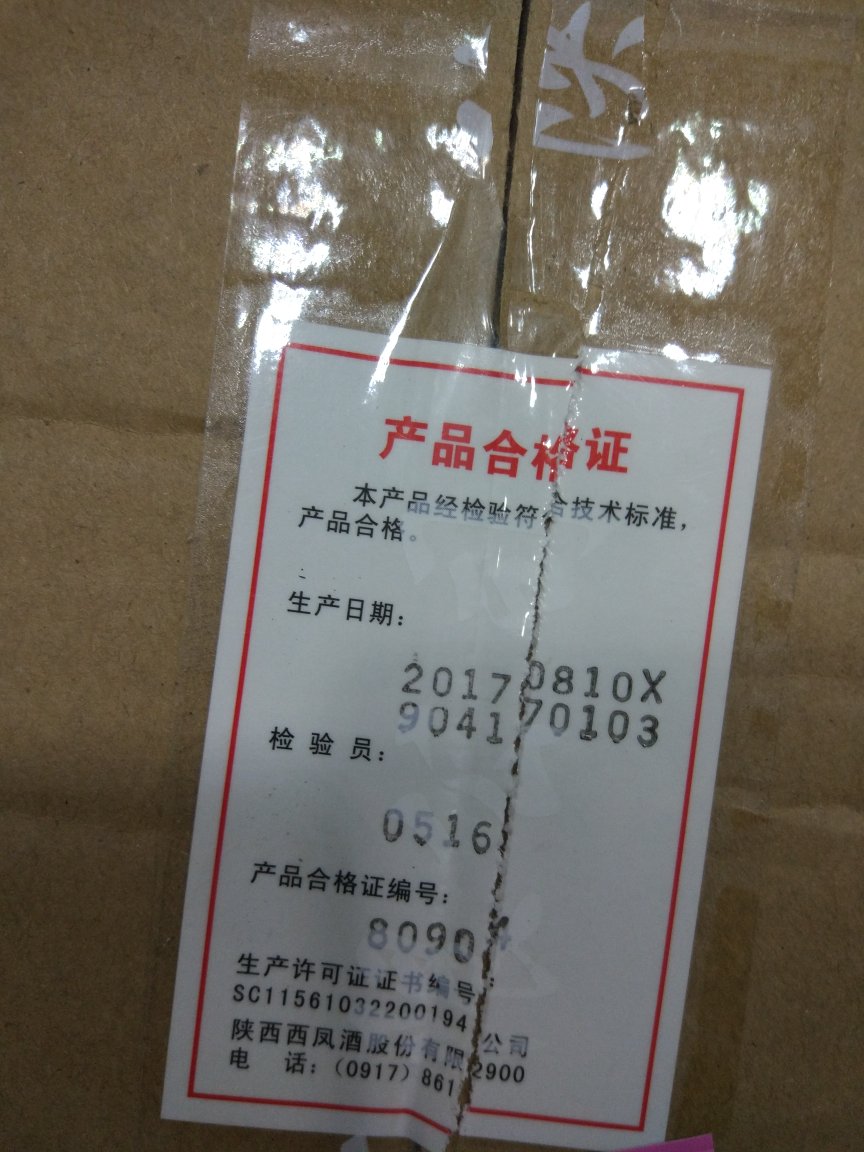 产品合格证
本产品经检验符合技术标准，
产品合格。
生产日期：
20170810X
904170103
检 验 员：
0516
产品合格证编号：
8090
生产许可证证书编号：
SC11561032200194
陕西西凤酒股份有限公司
电 话：（0917）8612900